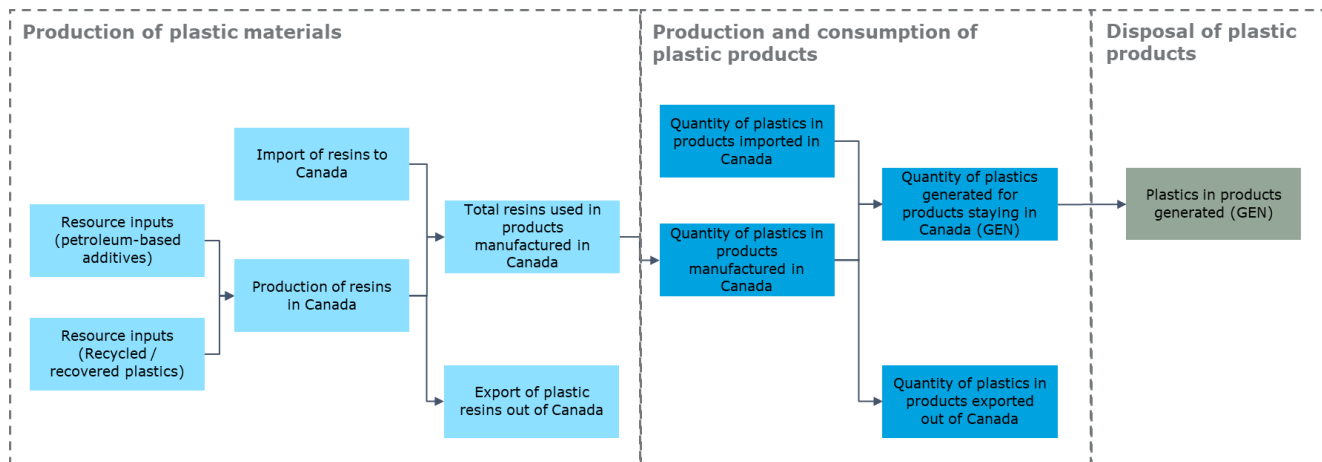 Production of plastic materials
Import of resins to
Canada
Resource inputs
(petroleum-based
additives)
Production of resins
in Canada
Resource inputs
(Recycled /
recovered plastics)
Total resins used in
products
manufactured in
Canada
Export of plastic
resins out of Canada
Production and consumption of
plastic products
Quantity of plastics in
products imported in
Canada
Quantity of plastics in
products
manufactured in
Canada
Quantity of plastics
generated for
products staying in
Canada (GEN)
Quantity of plastics in
products exported
out of Canada
Disposal of plastic
products
Plastics in products
generated (GEN)